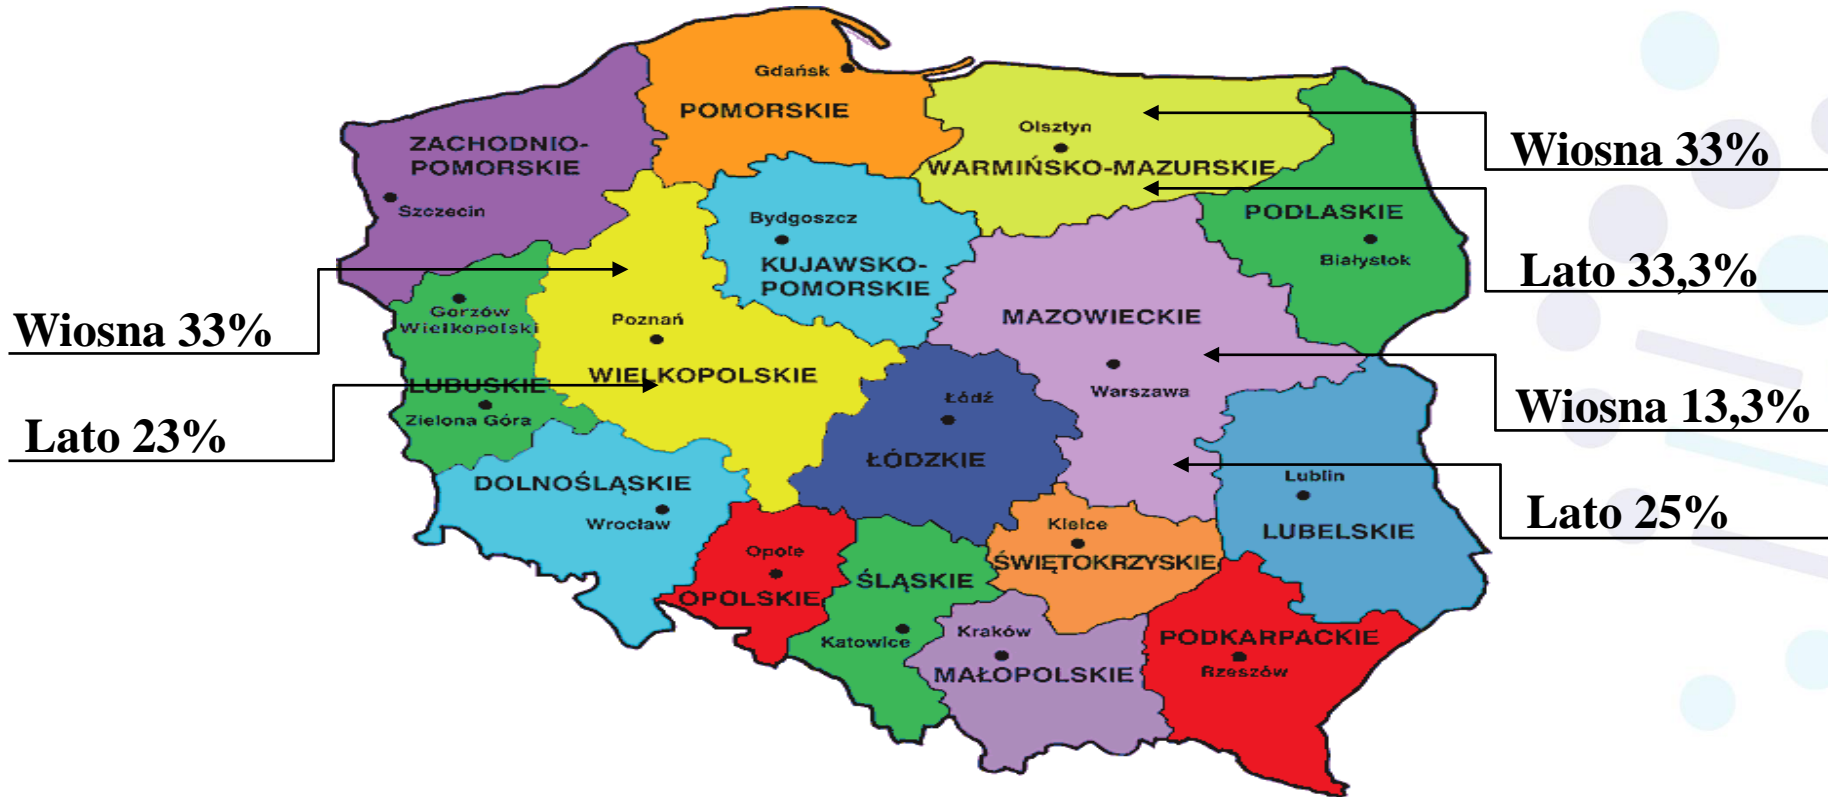 Gdańsk
POMORSKIE
ZACHODNIO-
POMORSKIE
Szczecin
Olsztyn
WARMIŃSKO-MAZURSKIE
Wiosna 33%
Bydgoszcz
KUJAWSKO-
POMORSKIE
PODLASKIE
Białystok
Lato 33,3%
Gorzów
Wielkopolski
Wiosna 33%
Poznań
WIELKOPOLSKIE
MAZOWIECKIE
Warszawa
Wiosna 13,3%
LUBUSKIE
Zielona Góra
Lato 23%
Łódź
ŁÓDZKIE
DOLNOŚLĄSKIE
Wrocław
Lublin
LUBELSKIE
Lato 25%
Opole
OPOLSKIE
ŚLĄSKIE
Katowice
Kielce
ŚWIĘTOKRZYSKIE
Kraków
MAŁOPOLSKIE
PODKARPACKIE
Rzeszów